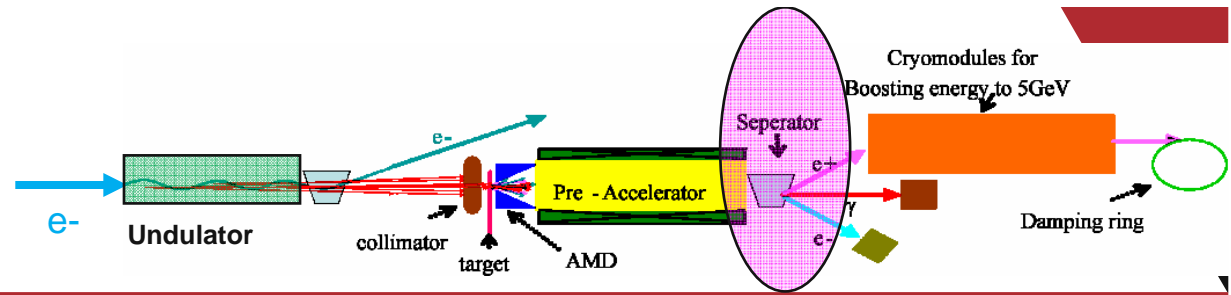 e-
Undulator
e-
collimator
target
AMD
Pre - Accelerator
Seperator
e+
γ
e-
Cryomodules for
Boosting energy to 5GeV
Damping ring